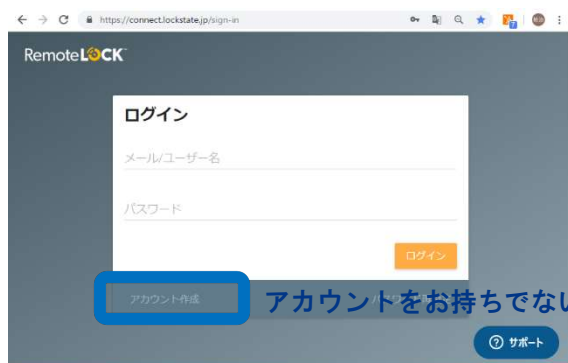 https://connect.lockstate.jp/sign-in
RemoteLOCK
ログイン
メール/ユーザー名
パスワード
ログイン
アカウント作成
アカウントをお持ちでない
サポート